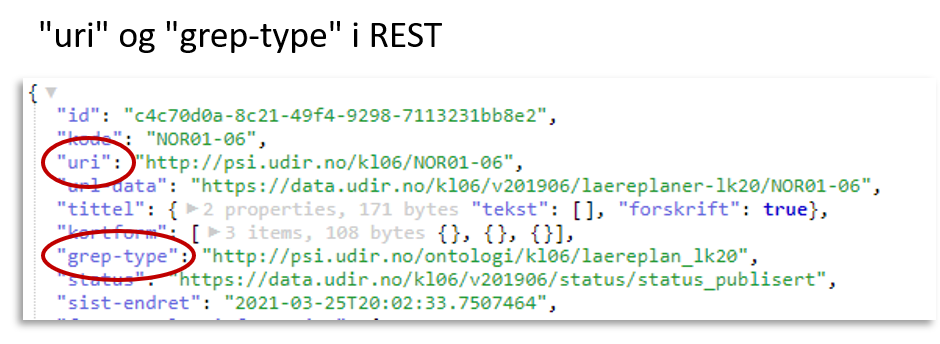 "uri" og "grep-type" i REST
{
"id": "c4c70d0a-8c21-49f4-9298-7113231bb8e2",
"kode": "NOR01-06",
"uri": "http://psi.udir.no/kl06/NOR01-06",
"url-data": "https://data.udir.no/kl06/v201906/laereplaner-lk20/NOR01-06",
"tittel": { ▶2 properties, 171 bytes "tekst": [], "forskrift": true},
"kortform": [ ▶3 items, 108 bytes {}, {}, {}],
"grep-type": "http://psi.udir.no/ontologi/kl06/laereplan_lk20",
"status": "https://data.udir.no/kl06/v201906/status/status_publisert",
"sist-endret": "2021-03-25T20:02:33.7507464",